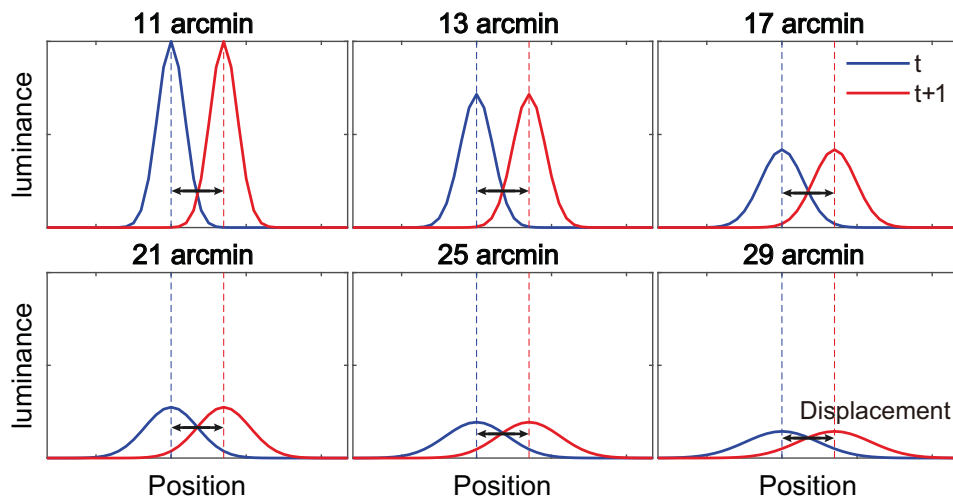 11 arcmin
13 arcmin
17 arcmin
luminance
t
t+1
21 arcmin
25 arcmin
29 arcmin
luminance
Displacement
Position
Position
Position